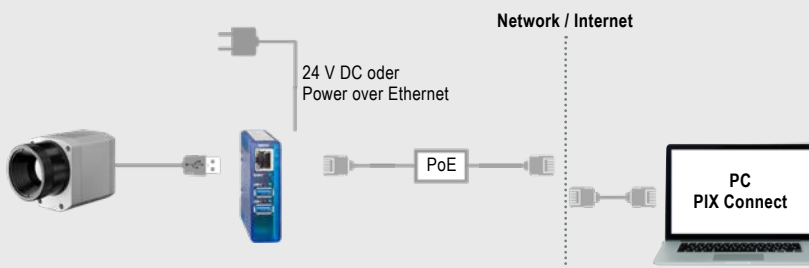 Network / Internet
24 V DC oder
Power over Ethernet
PoE
PC
PIX Connect